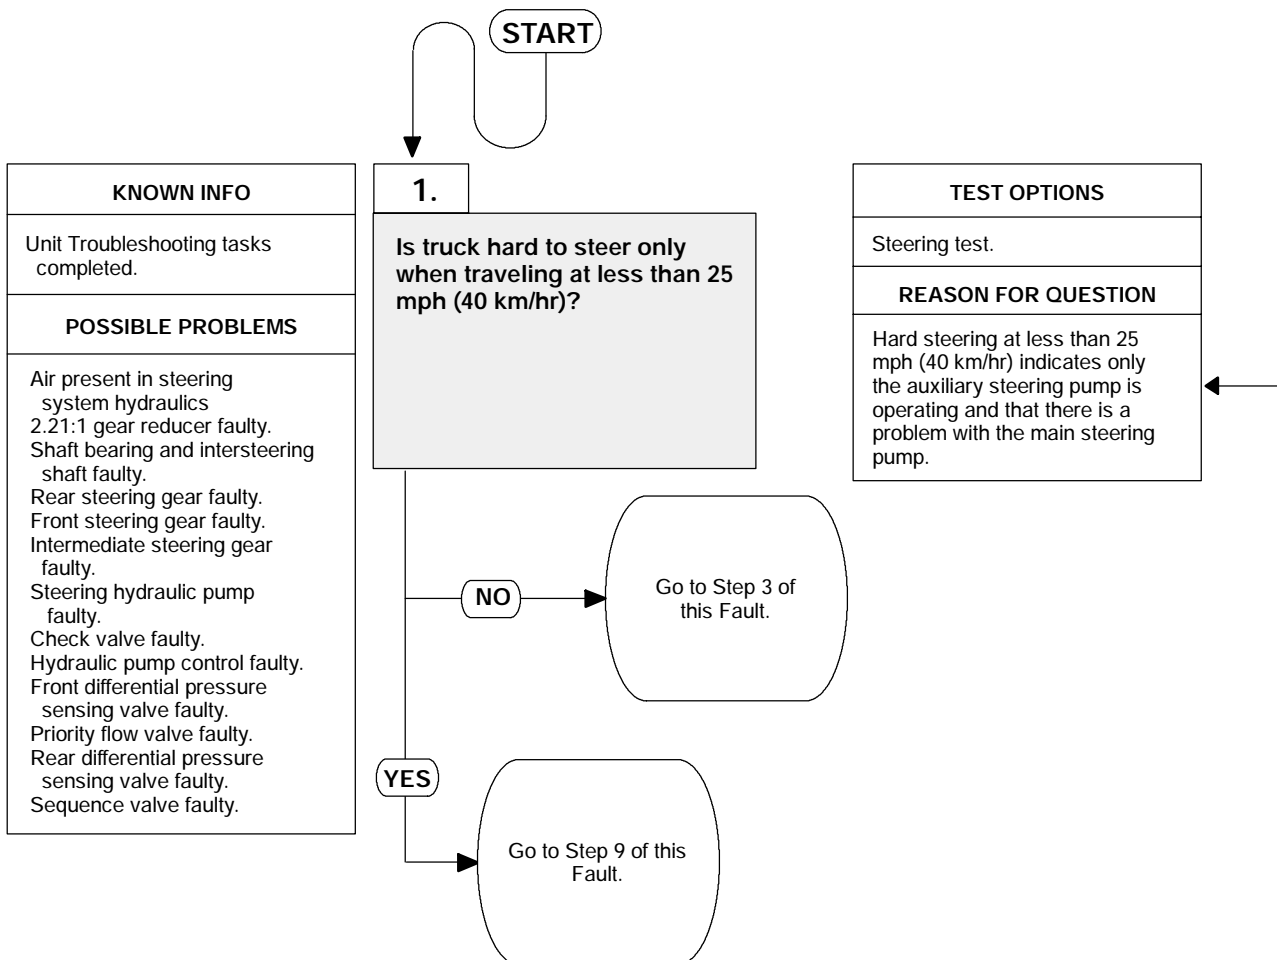 START
KNOWN INFO
Unit Troubleshooting tasks
completed.
POSSIBLE PROBLEMS
Air present in steering
system hydraulics
2.21:1 gear reducer faulty.
Shaft bearing and intersteering
shaft faulty.
Rear steering gear faulty.
Front steering gear faulty.
Intermediate steering gear
faulty.
Steering hydraulic pump
faulty.
Check valve faulty.
Hydraulic pump control faulty.
Front differential pressure
sensing valve faulty.
Priority flow valve faulty.
Rear differential pressure
sensing valve faulty.
Sequence valve faulty.
1.
Is truck hard to steer only
when traveling at less than 25
mph (40 km/hr)?
TEST OPTIONS
Steering test.
REASON FOR QUESTION
Hard steering at less than 25
mph (40 km/hr) indicates only
the auxiliary steering pump is
operating and that there is a
problem with the main steering
pump.
NO
Go to Step 3 of
this Fault.
YES
Go to Step 9 of this
Fault.